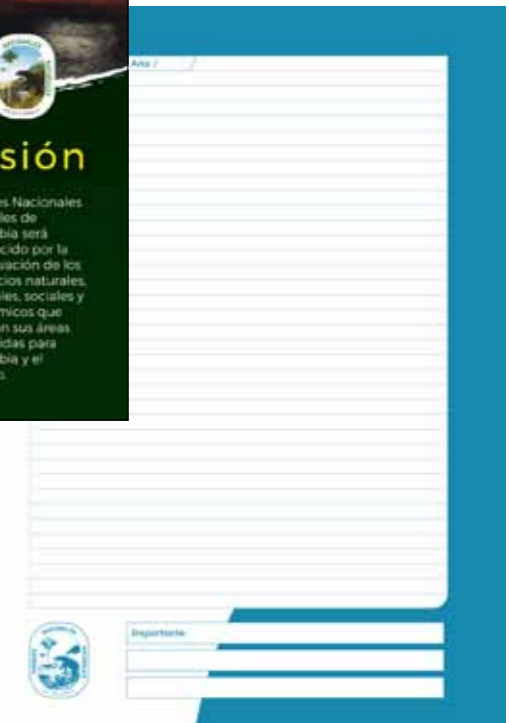 Año /
sión
es Nacionales
les de
bia será
cido por la
vación de los
cios naturales,
les, sociales y
micos que
n sus áreas
idas para
bia y el
Importante